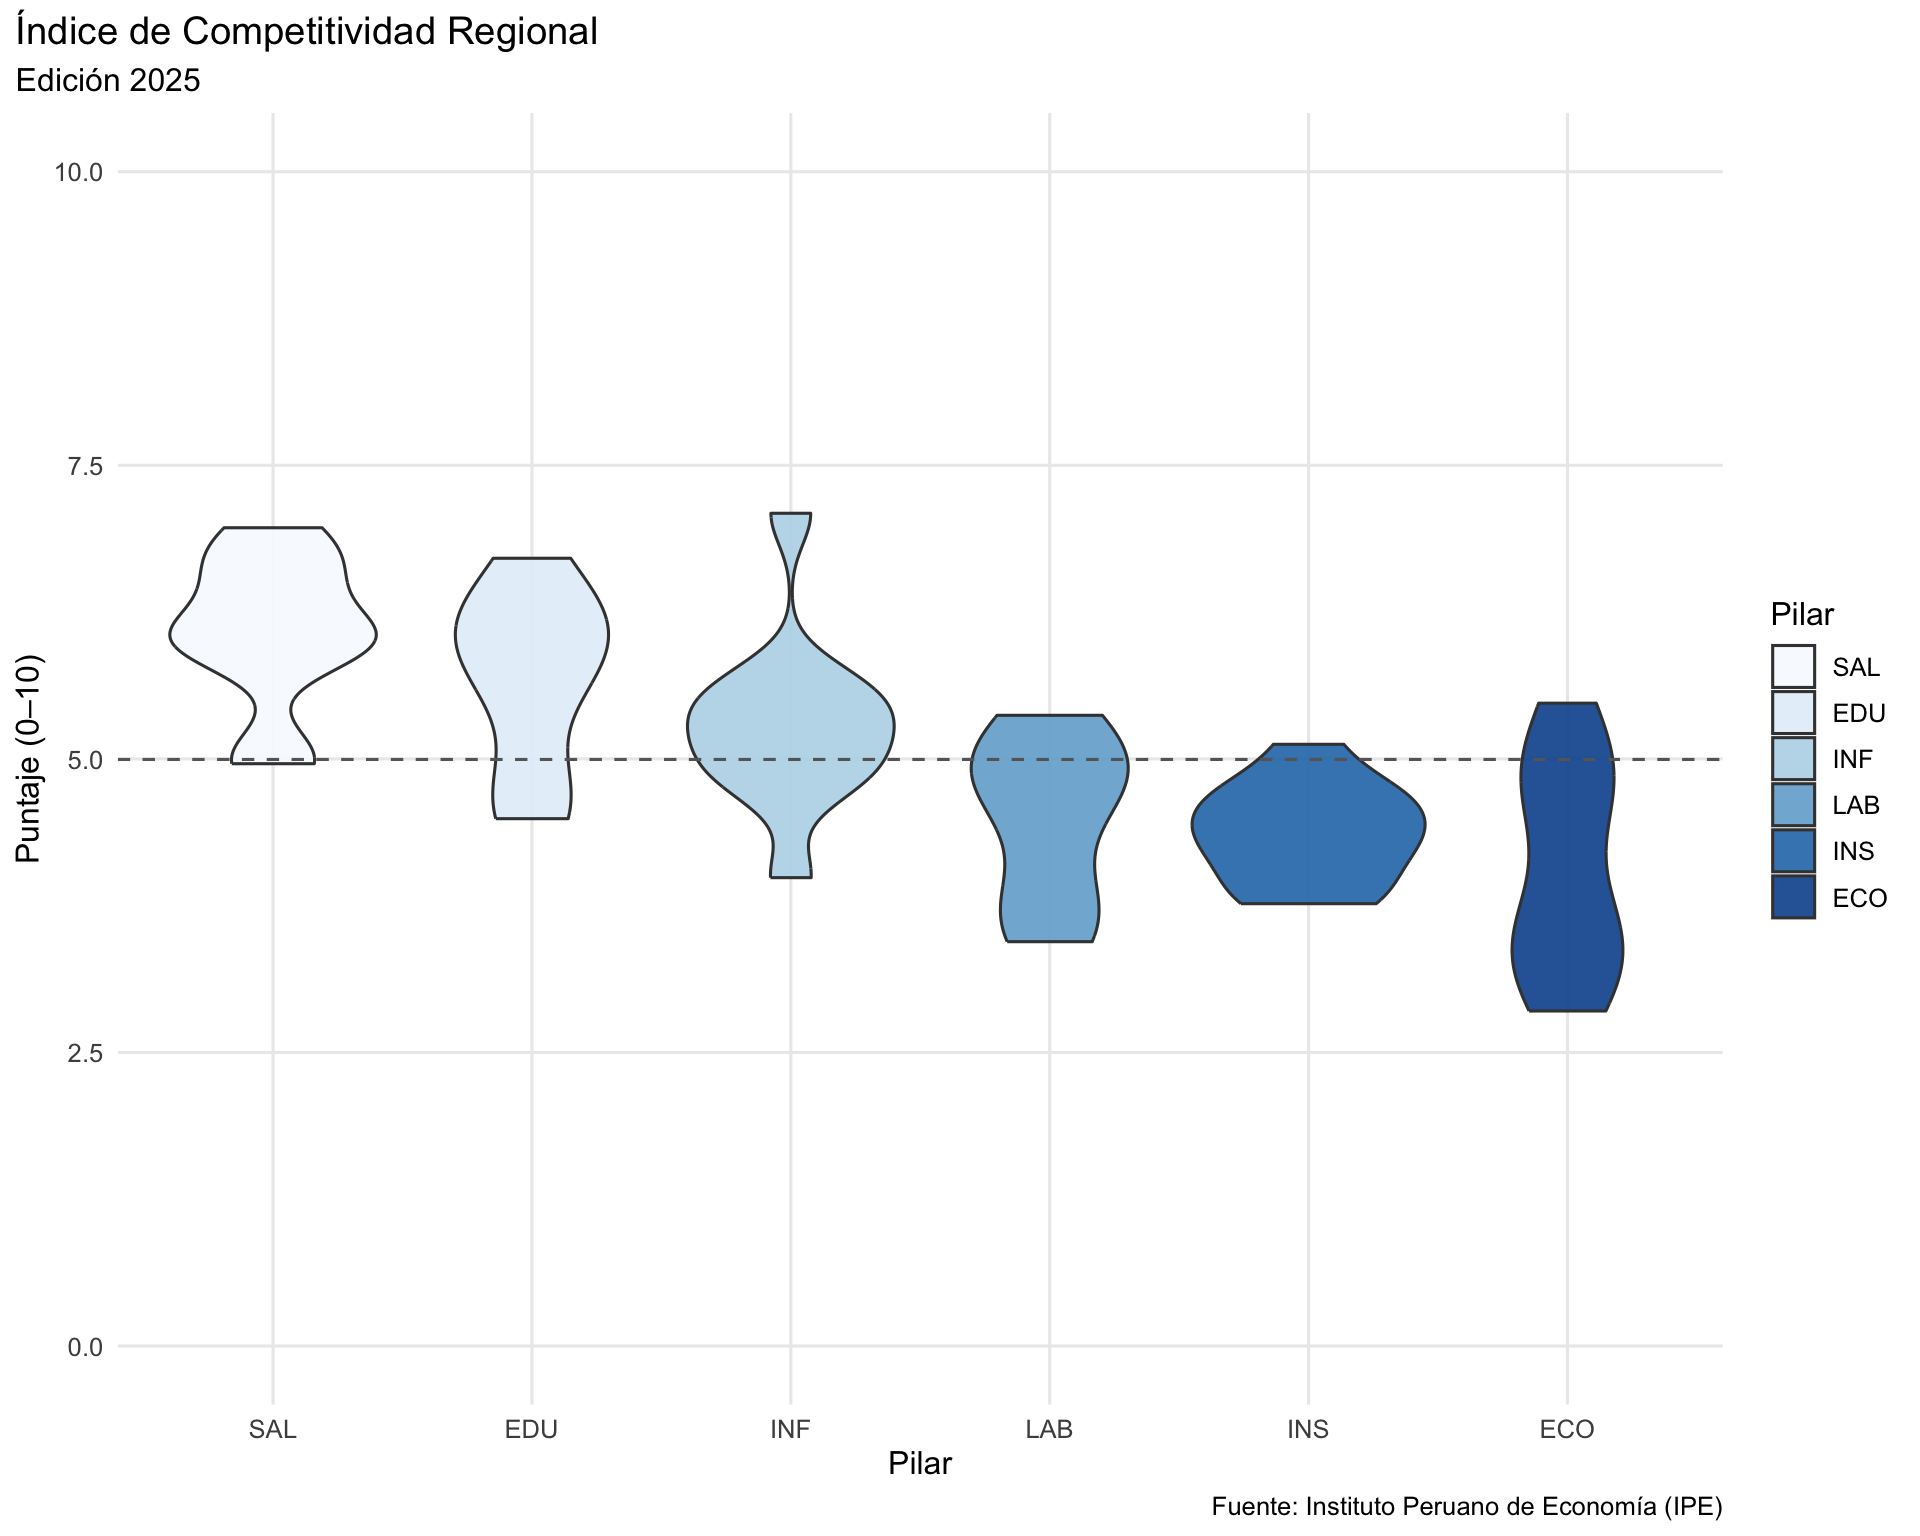 Índice de Competitividad Regional
Edición 2025
Puntaje (0–10)
10.0
7.5
5.0
2.5
0.0
SAL
EDU
INF
LAB
INS
ECO
Pilar
Pilar
SAL
EDU
INF
LAB
INS
ECO
Fuente: Instituto Peruano de Economía (IPE)